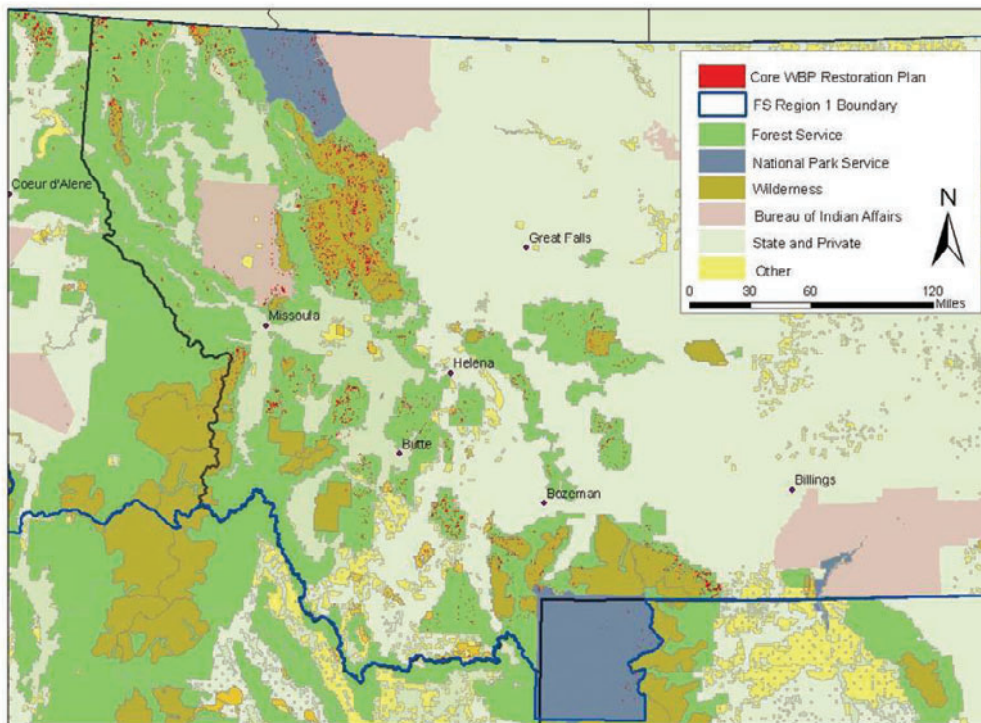 Core WBP Restoration Plan
FS Region 1 Boundary
Forest Service
National Park Service
Wilderness
Bureau of Indian Affairs
State and Private
Other
N
0 30 60 120
Miles
Coeur d'Alene
Great Falls
Missoula
Helena
Butte
Bozeman
Billings